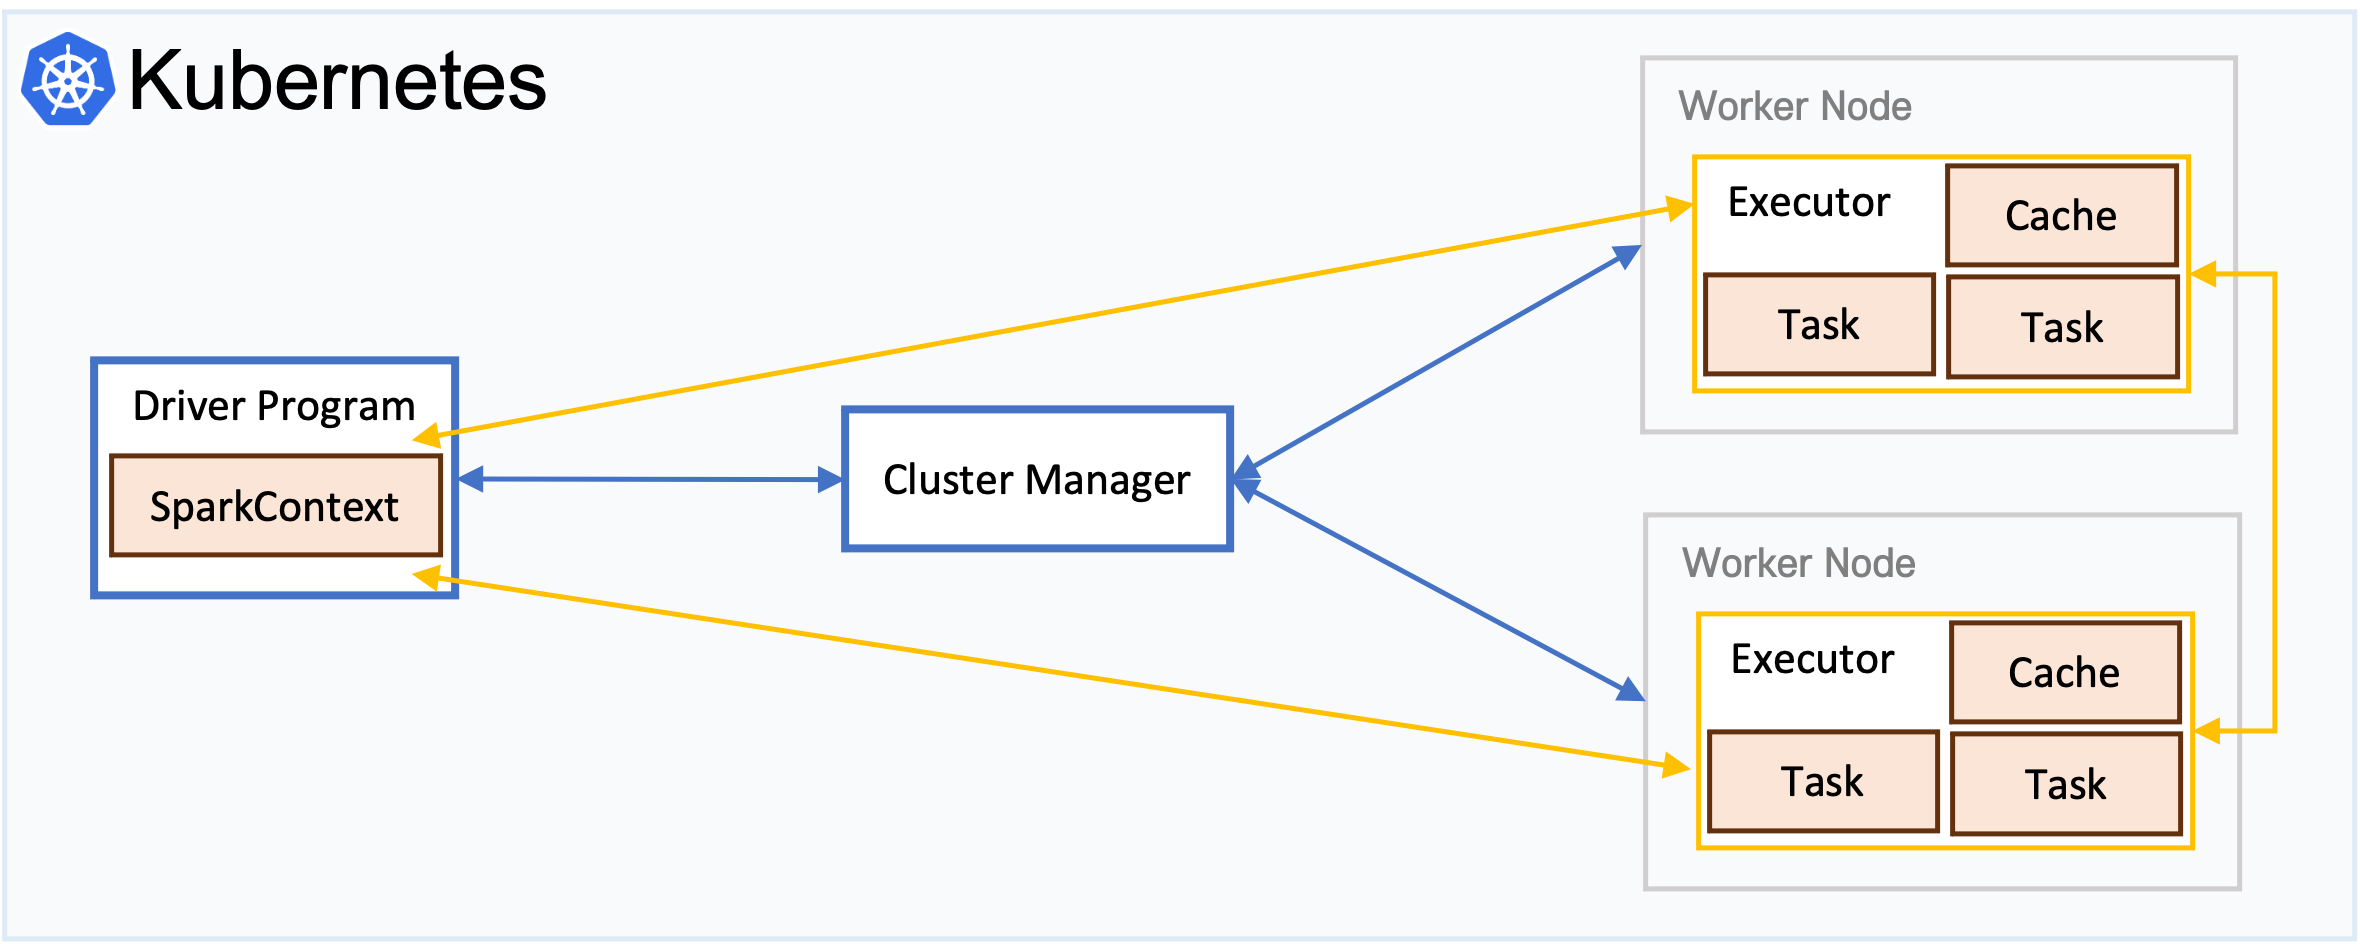 Kubernetes
Driver Program
SparkContext
Cluster Manager
Worker Node
Executor
Cache
Task
Task
Worker Node
Executor
Cache
Task
Task